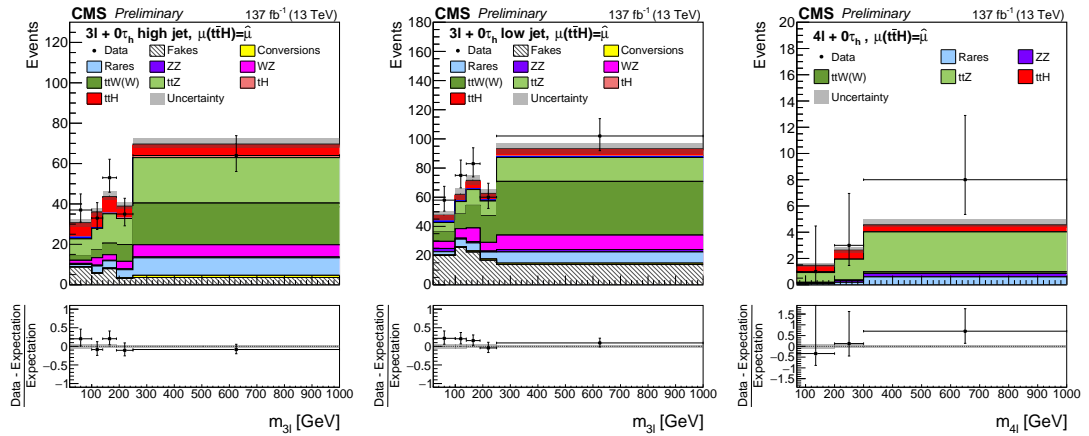 CMS Preliminary 137 fb⁻¹ (13 TeV)
3l + 0τh high jet, μ(tt̄H)=μ̂
Data Fakes Conversions
Rares ZZ WZ
ttW(W) ttZ tH
ttH Uncertainty
Events
0 10 20 30 40 50 60 70 80
Data - Expectation
Expectation
1 0.5 0 −0.5 −1
100 200 300 400 500 600 700 800 900 1000
m3l [GeV]
CMS Preliminary 137 fb⁻¹ (13 TeV)
3l + 0τh low jet, μ(tt̄H)=μ̂
Data Fakes Conversions
Rares ZZ WZ
ttW(W) ttZ tH
ttH Uncertainty
Events
0 20 40 60 80 100 120 140 160 180
Data - Expectation
Expectation
1 0.5 0 −0.5 −1
100 200 300 400 500 600 700 800 900 1000
m3l [GeV]
CMS Preliminary 137 fb⁻¹ (13 TeV)
4l + 0τh , μ(tt̄H)=μ̂
Data Rares ZZ
ttW(W) ttZ ttH
Uncertainty
Events
0 2 4 6 8 10 12 14 16 18 20
Data - Expectation
Expectation
1.5 1 0.5 0 −0.5 −1 −1.5
100 200 300 400 500 600 700 800 900 1000
m4l [GeV]